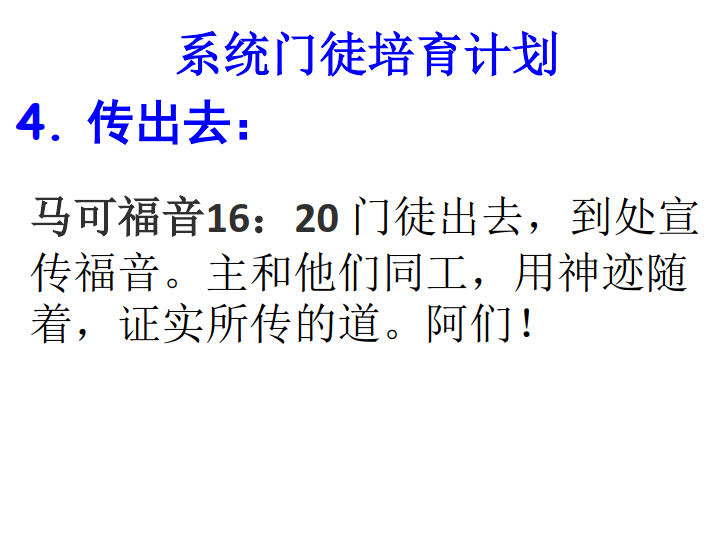 系统门徒培育计划
4. 传出去：
马可福音16：20 门徒出去，到处宣
传福音。主和他们同工，用神迹随
着，证实所传的道。阿们！